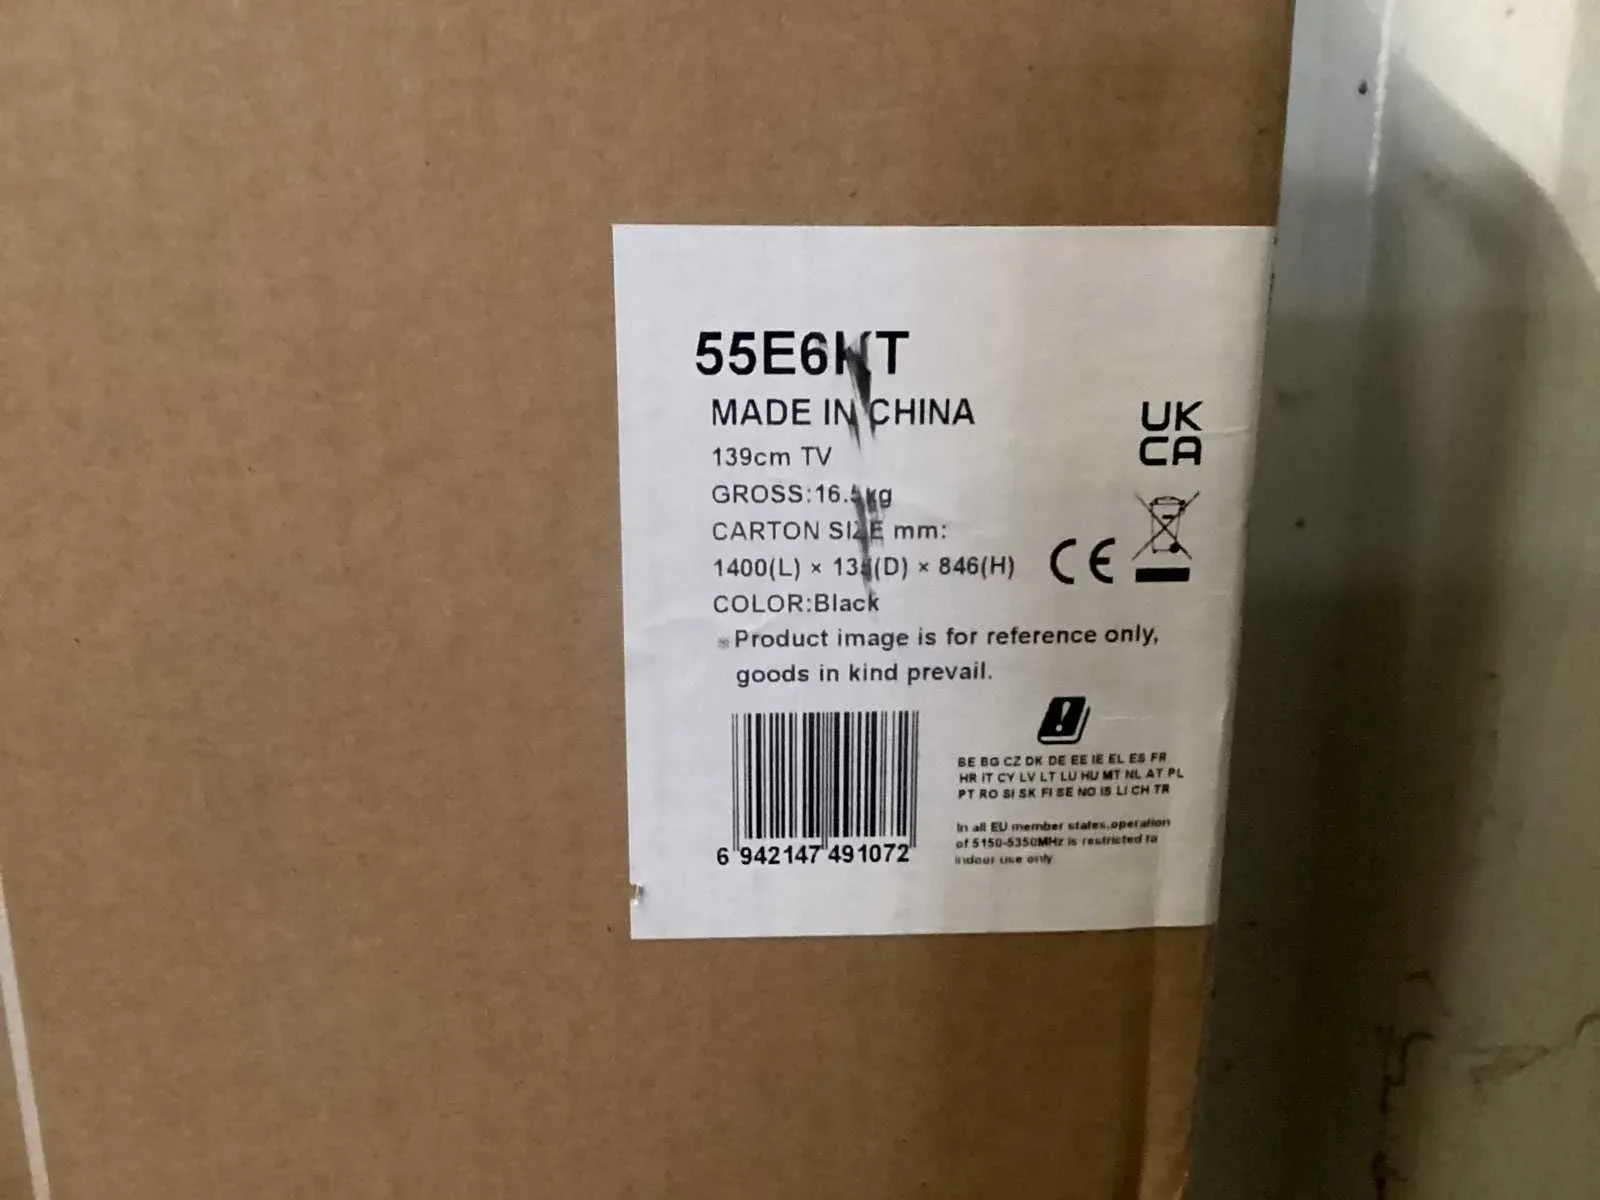 55E6KT
MADE IN CHINA
139cm TV
GROSS:16. kg
CARTON SIZE mm:
1400(L) × (D) × 846(H)
COLOR:Black
※Product image is for reference only,
goods in kind prevail.
UK
CA
CE
BE BG CZ DK DE EE IE EL ES FR
HR IT CY LV LT LU HU MT NL AT PL
PT RO SI SK FI SE NO IS LI CH TR
In all EU member states,operation
of 5150-5350MHz is restricted to
indoor use only
6 942147 491072